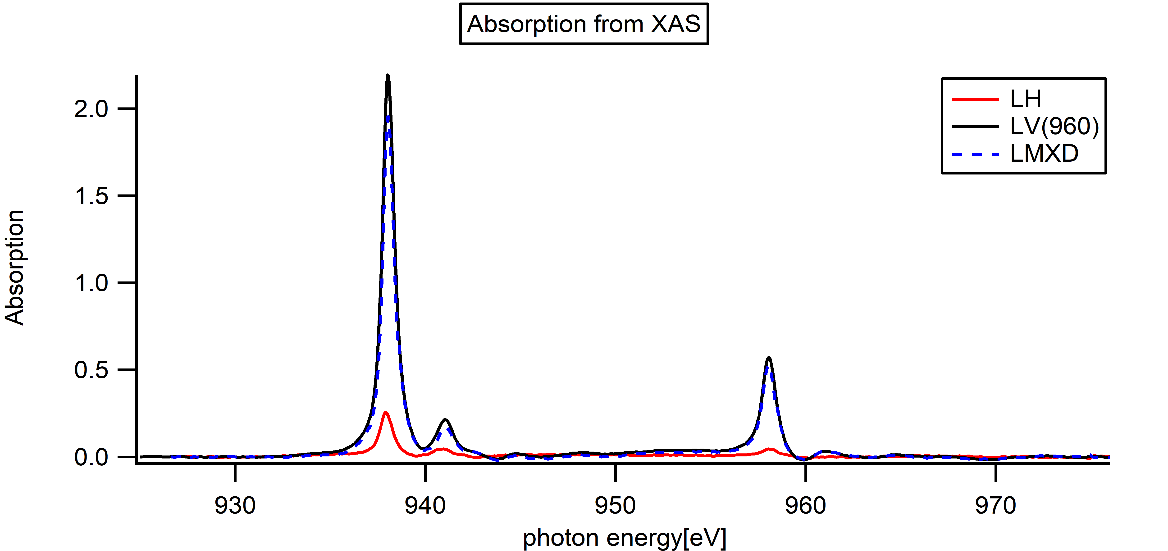 Absorption from XAS
LH
LV(960)
LMXD
2.0
1.5
1.0
0.5
0.0
Absorption
930
940
950
960
970
photon energy[eV]